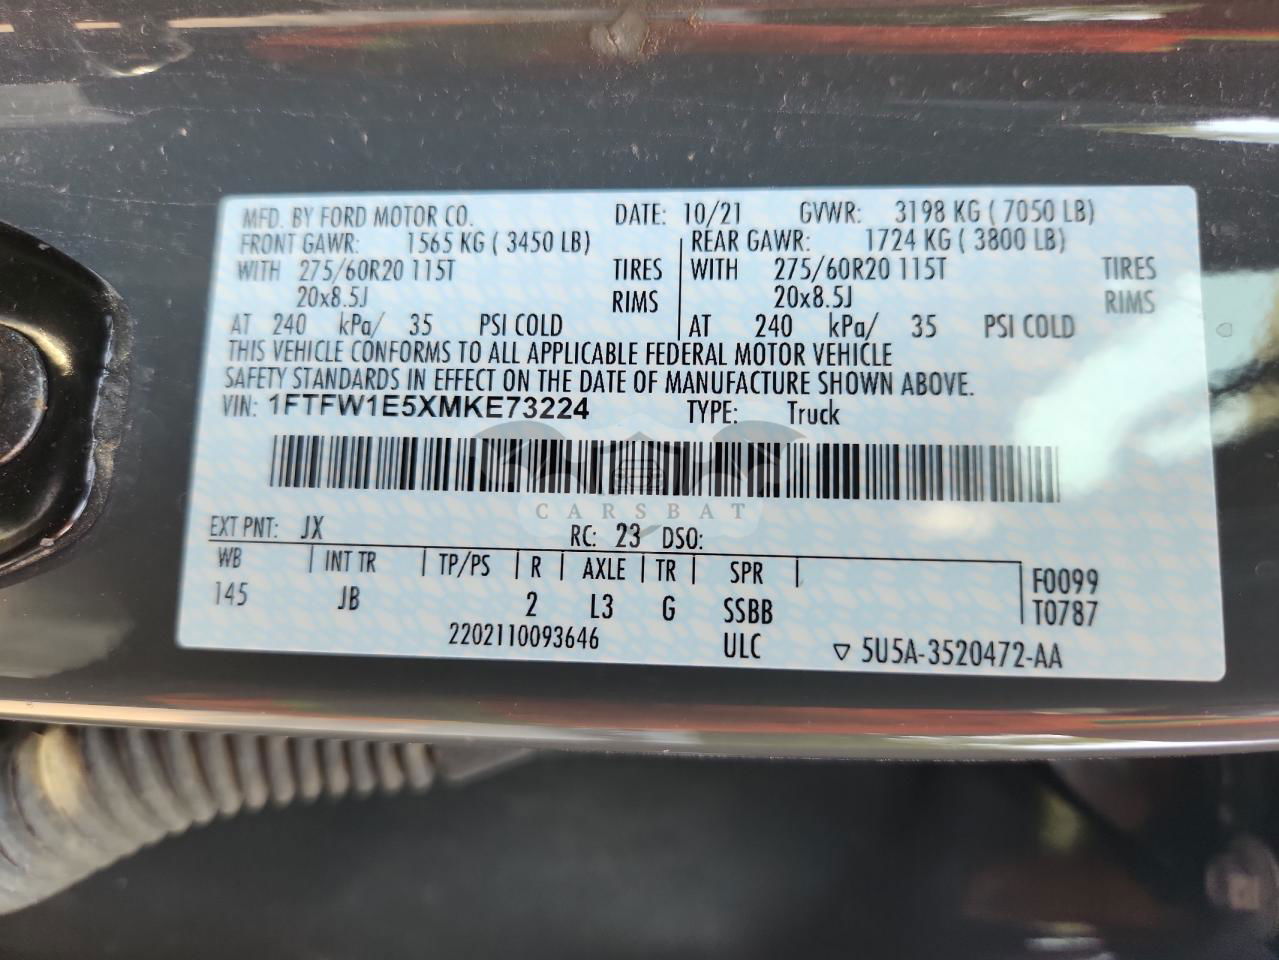 MFD. BY FORD MOTOR CO. DATE: 10/21 GVWR: 3198 KG ( 7050 LB)
FRONT GAWR: 1565 KG ( 3450 LB) REAR GAWR: 1724 KG ( 3800 LB)
WITH 275/60R20 115T TIRES WITH 275/60R20 115T TIRES
20x8.5J RIMS 20x8.5J RIMS
AT 240 kPa/ 35 PSI COLD AT 240 kPa/ 35 PSI COLD
THIS VEHICLE CONFORMS TO ALL APPLICABLE FEDERAL MOTOR VEHICLE
SAFETY STANDARDS IN EFFECT ON THE DATE OF MANUFACTURE SHOWN ABOVE.
VIN: 1FTFW1E5XMKE73224 TYPE: Truck
CARSBAT
EXT PNT: JX RC: 23 DSO:
WB INT TR TP/PS R AXLE TR SPR F0099
145 JB 2 L3 G SSBB T0787
2202110093646 ULC ▽ 5U5A-3520472-AA